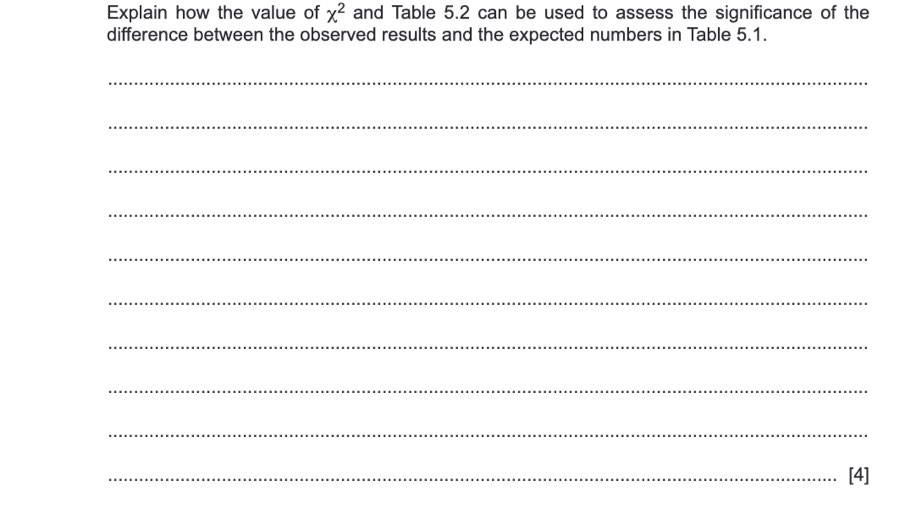 Explain how the value of χ² and Table 5.2 can be used to assess the significance of the
difference between the observed results and the expected numbers in Table 5.1.
[4]